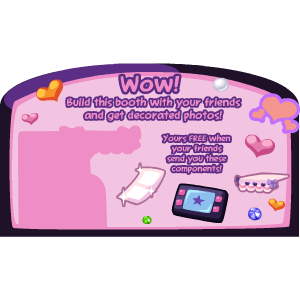 Wow!
Build this booth with your friends
and get decorated photos!
Yours FREE when
your friends
send you these
components!